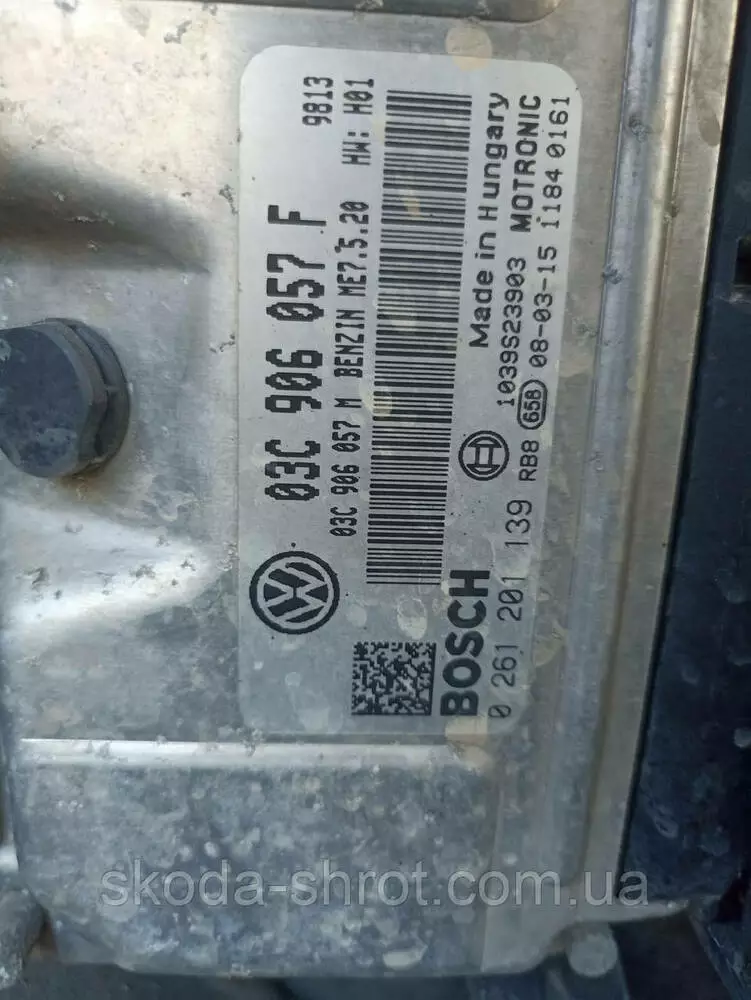 03C 906 057 F 9813
03C 906 057 M BENZIN ME7.5.20 HW: H01
Made in Hungary
BOSCH 1039S23903 MOTRONIC
0 261 201 139 RB8 658 08-03-15 1184 0161
skoda-shrot.com.ua